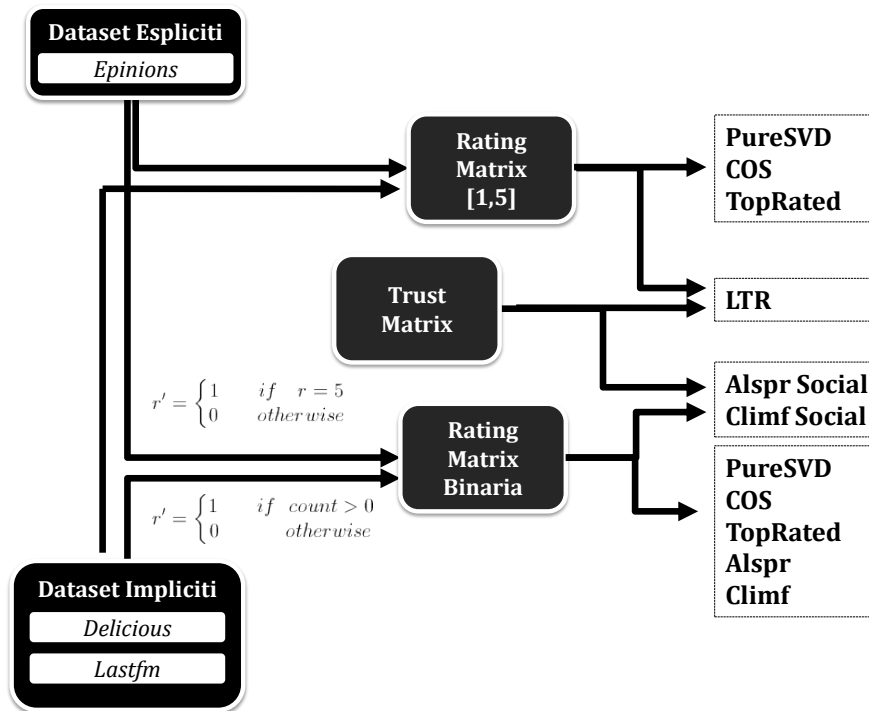 Dataset Espliciti
Epinions
Rating
Matrix
[1,5]
PureSVD
COS
TopRated
Trust
Matrix
LTR
r' = {1 if r = 5
0 otherwise
Alspr Social
Climf Social
Rating
Matrix
Binaria
r' = {1 if count > 0
0 otherwise
PureSVD
COS
TopRated
Alspr
Climf
Dataset Impliciti
Delicious
Lastfm